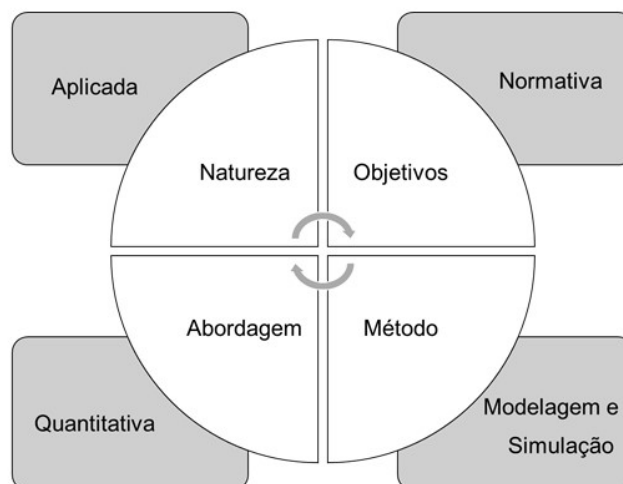 Aplicada
Normativa
Natureza
Objetivos
Abordagem
Método
Quantitativa
Modelagem e
Simulação